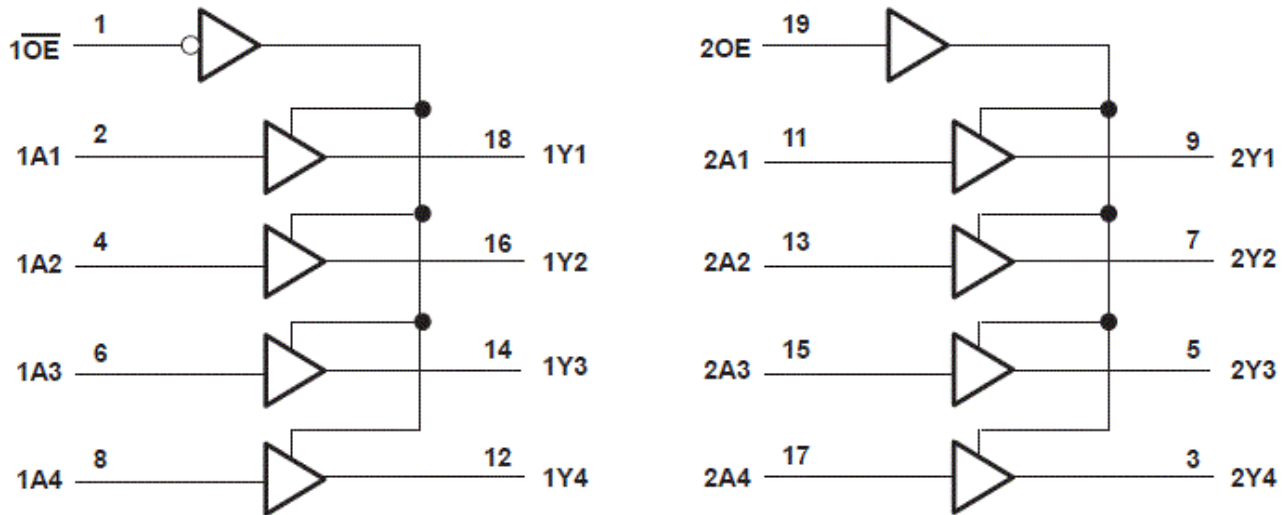 1 19
1O̅E̅ 2OE
2 18 11 9
1A1 1Y1 2A1 2Y1
4 16 13 7
1A2 1Y2 2A2 2Y2
6 14 15 5
1A3 1Y3 2A3 2Y3
8 12 17 3
1A4 1Y4 2A4 2Y4